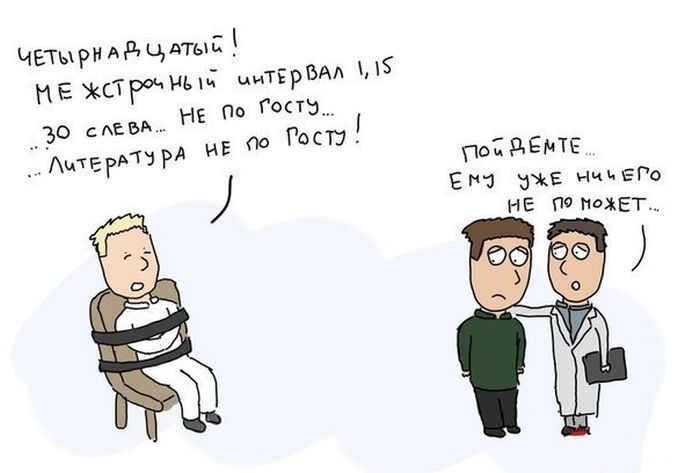 ЧЕТЫРНАДЦАТЫЙ!
МЕЖСТРОЧНЫЙ ИНТЕРВАЛ 1,15
..30 СЛЕВА... НЕ ПО ГОСТУ...
...ЛИТЕРАТУРА НЕ ПО ГОСТУ!
ПОЙДЕМТЕ...
ЕМУ УЖЕ НИЧЕГО
НЕ ПОМОЖЕТ...